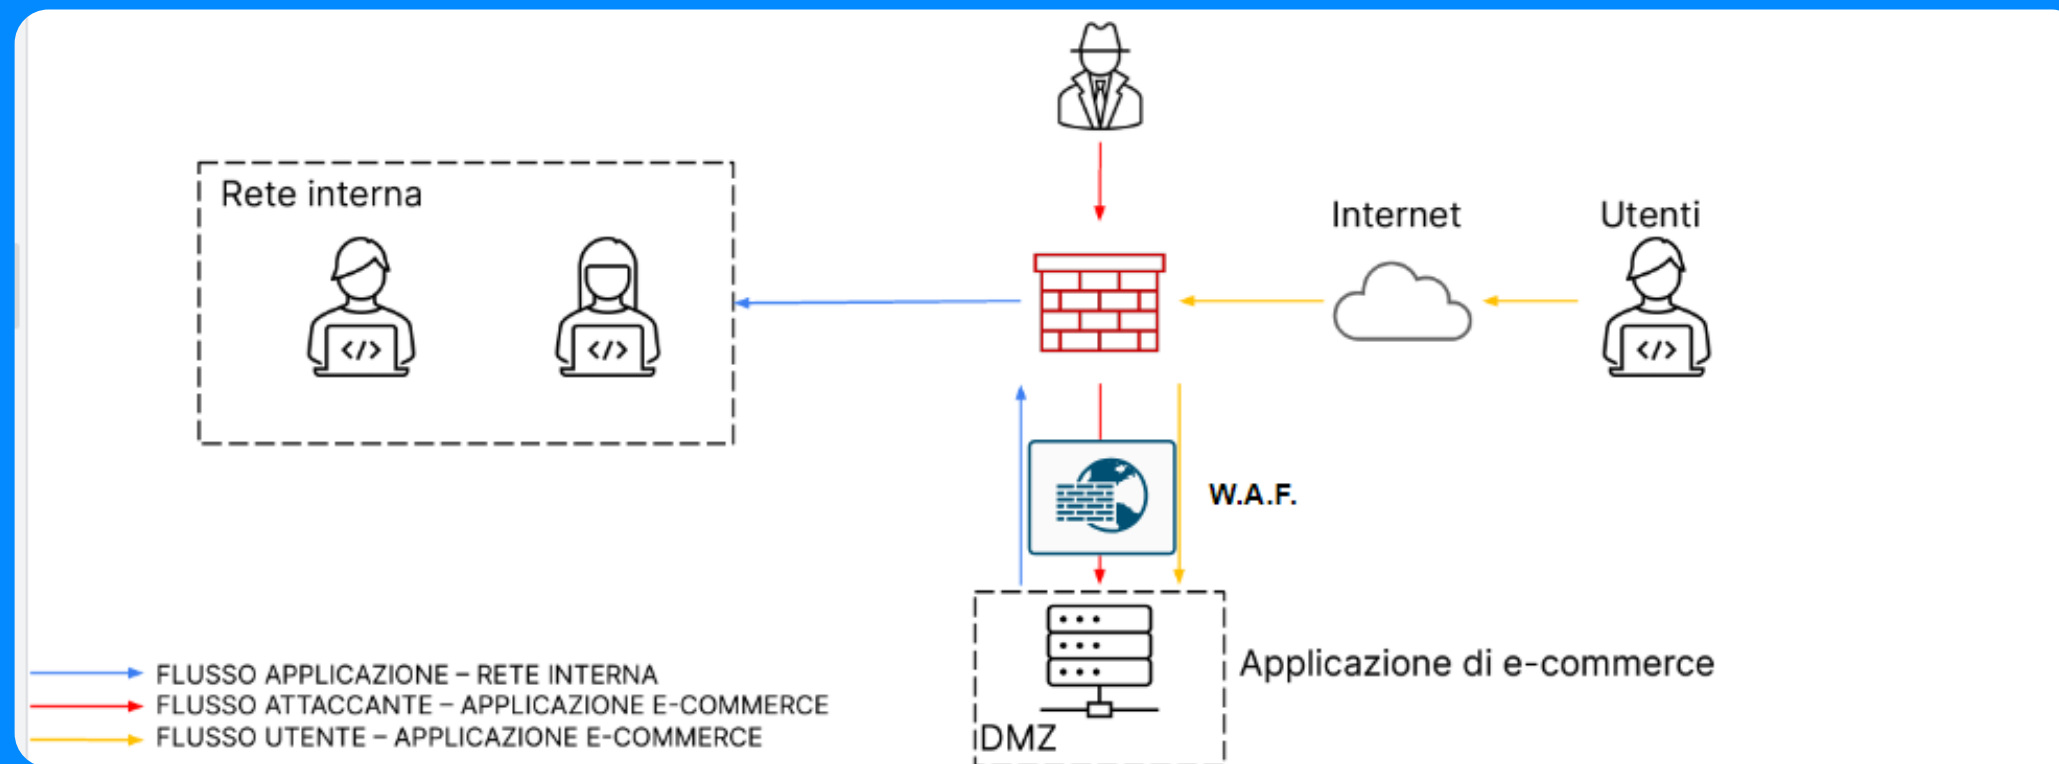 Rete interna
</>
</>
Internet
Utenti
</>
W.A.F.
Applicazione di e-commerce
DMZ
FLUSSO APPLICAZIONE – RETE INTERNA
FLUSSO ATTACCANTE – APPLICAZIONE E-COMMERCE
FLUSSO UTENTE – APPLICAZIONE E-COMMERCE